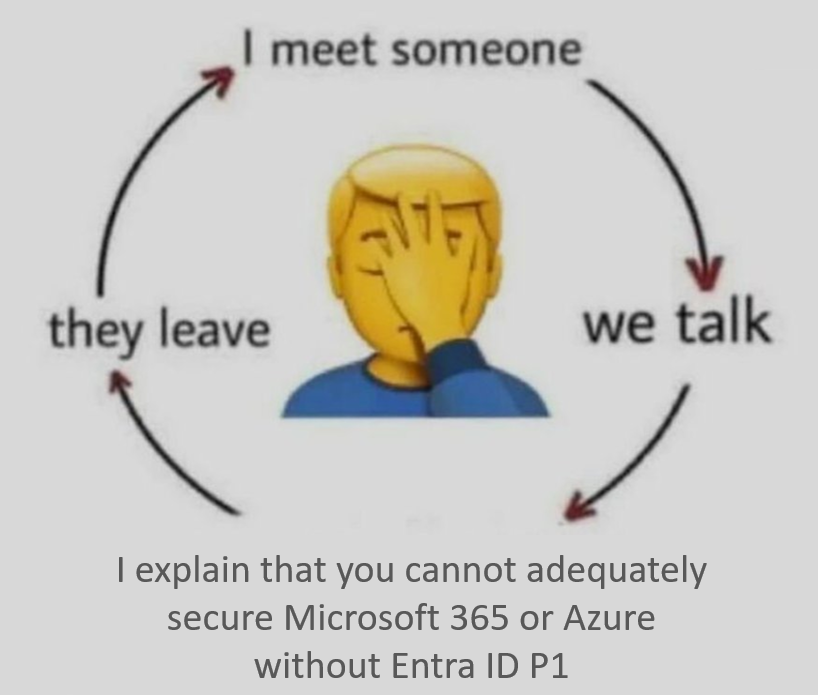 I meet someone
we talk
I explain that you cannot adequately
secure Microsoft 365 or Azure
without Entra ID P1
they leave